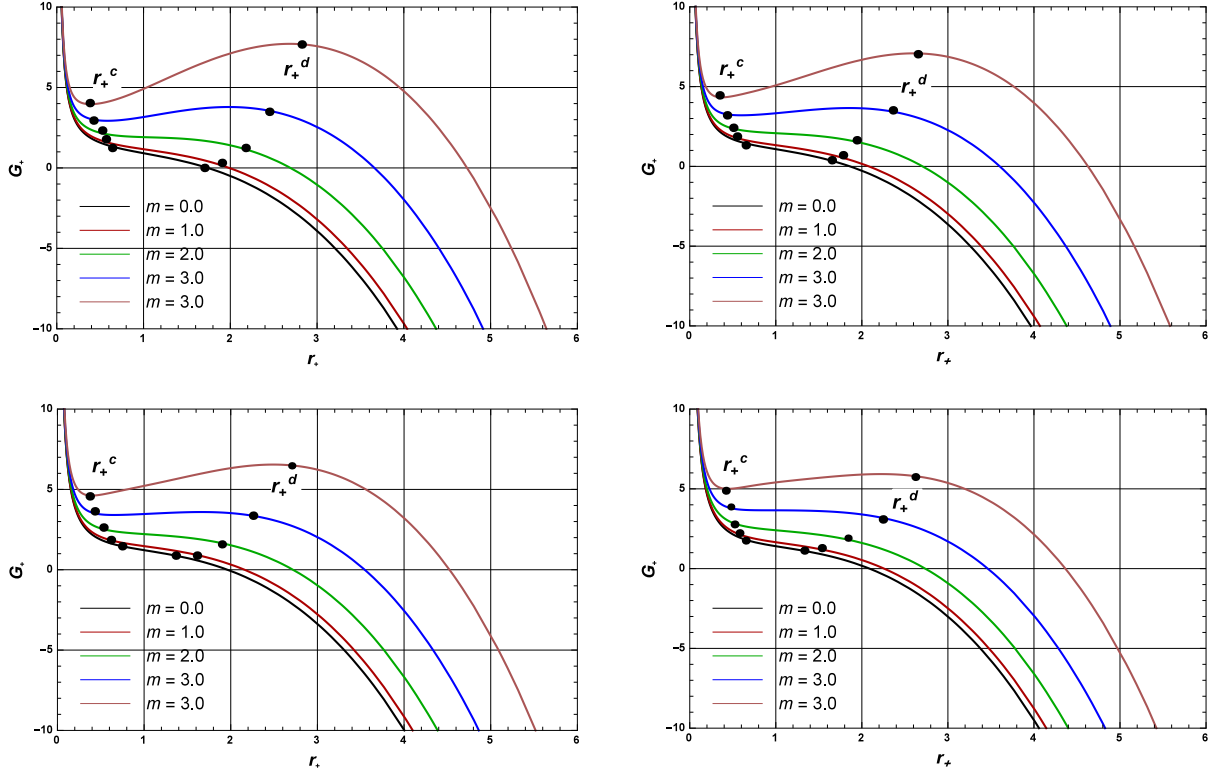 10
5
0
−5
−10
G₊
r₊ᶜ
r₊ᵈ
m = 0.0
m = 1.0
m = 2.0
m = 3.0
m = 3.0
0 1 2 3 4 5 6
r₊
10
5
0
−5
−10
G₊
r₊ᶜ
r₊ᵈ
m = 0.0
m = 1.0
m = 2.0
m = 3.0
m = 3.0
0 1 2 3 4 5 6
r₊
10
5
0
−5
−10
G₊
r₊ᶜ
r₊ᵈ
m = 0.0
m = 1.0
m = 2.0
m = 3.0
m = 3.0
0 1 2 3 4 5 6
r₊
10
5
0
−5
−10
G₊
r₊ᶜ
r₊ᵈ
m = 0.0
m = 1.0
m = 2.0
m = 3.0
m = 3.0
0 1 2 3 4 5 6
r₊